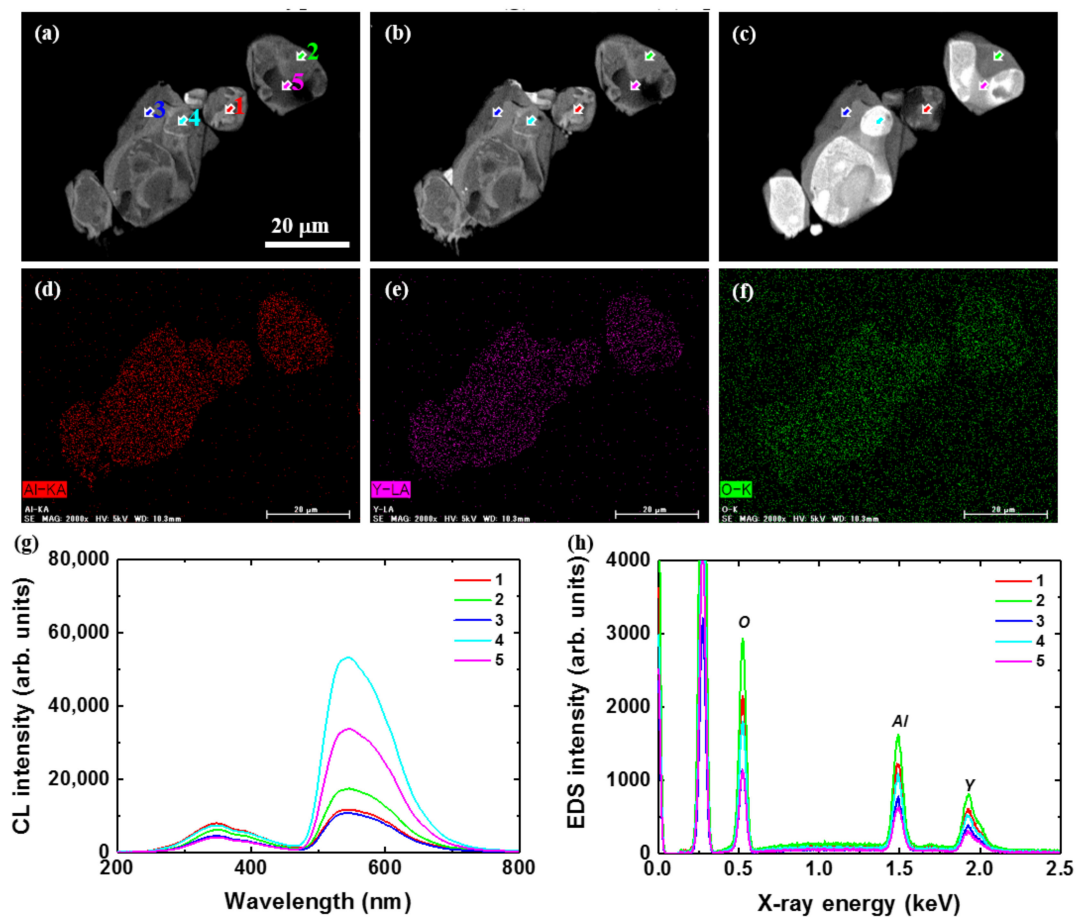 (a)
2
5
3
1
4
20 μm
(b)
(c)
(d)
Al-KA
Al-KA
SE MAG: 2000x HV: 5kV WD: 10.3mm
20 μm
(e)
Y-LA
Y-LA
SE MAG: 2000x HV: 5kV WD: 10.3mm
20 μm
(f)
O-K
O-K
SE MAG: 2000x HV: 5kV WD: 10.3mm
20 μm
(g)
80,000
60,000
40,000
20,000
0
200
400
600
800
CL intensity (arb. units)
Wavelength (nm)
1
2
3
4
5
(h)
4000
3000
2000
1000
0
0.0
0.5
1.0
1.5
2.0
2.5
EDS intensity (arb. units)
X-ray energy (keV)
O
Al
Y
1
2
3
4
5